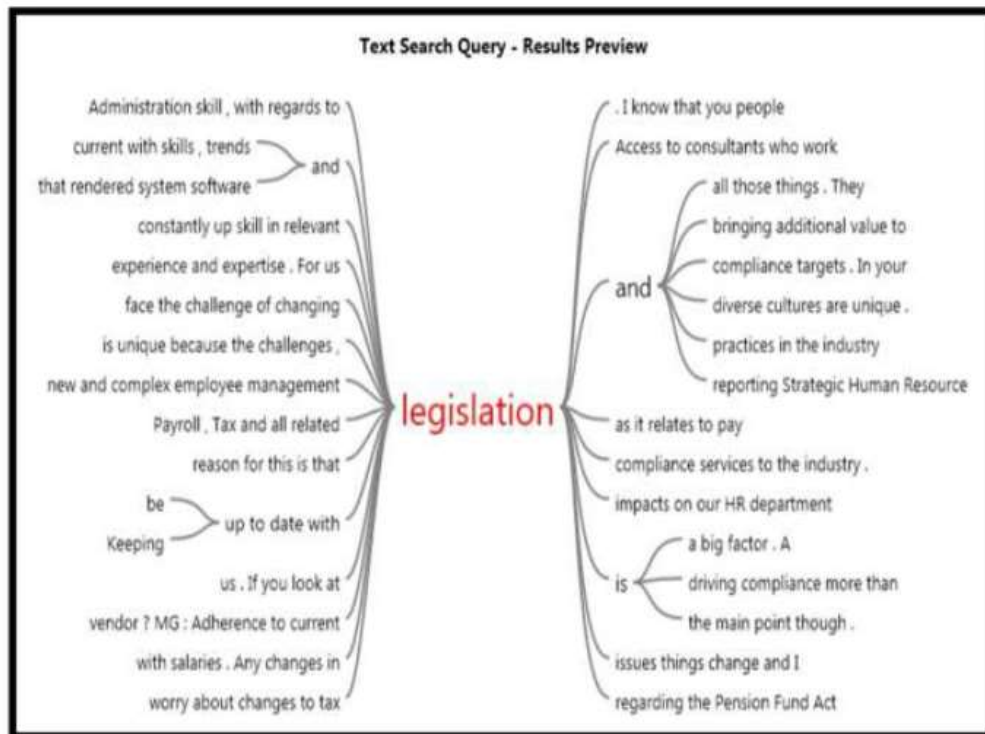 Text Search Query - Results Preview
Administration skill , with regards to
current with skills , trends
that rendered system software
and
constantly up skill in relevant
experience and expertise . For us
face the challenge of changing
is unique because the challenges ,
new and complex employee management
Payroll , Tax and all related
reason for this is that
be
Keeping
up to date with
us . If you look at
vendor ? MG : Adherence to current
with salaries . Any changes in
worry about changes to tax
legislation
. I know that you people
Access to consultants who work
and
all those things . They
bringing additional value to
compliance targets . In your
diverse cultures are unique .
practices in the industry
reporting Strategic Human Resource
as it relates to pay
compliance services to the industry .
impacts on our HR department
is
a big factor . A
driving compliance more than
the main point though .
issues things change and I
regarding the Pension Fund Act